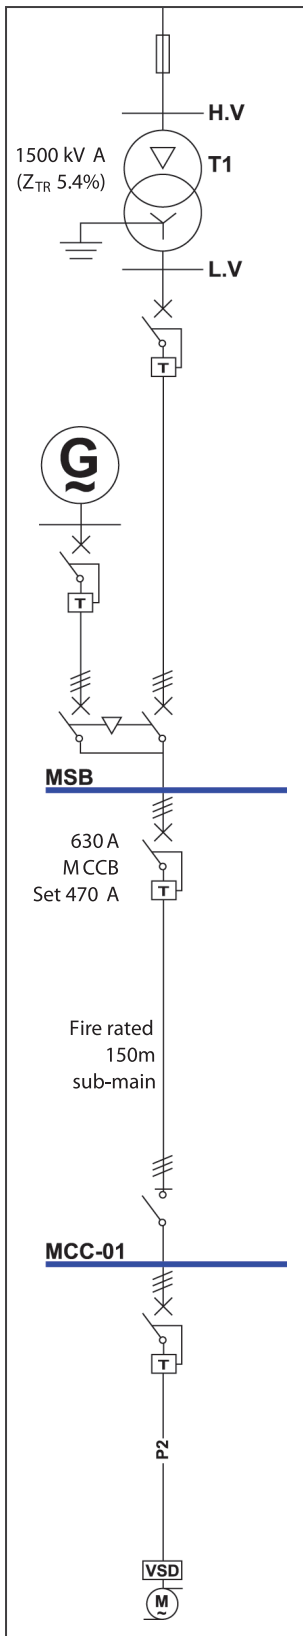 H.V
1500 kV A
(ZTR 5.4%)
T1
L.V
T
G
~
T
MSB
630 A
M CCB
Set 470 A
T
Fire rated
150m
sub-main
MCC-01
T
P2
VSD
M
~